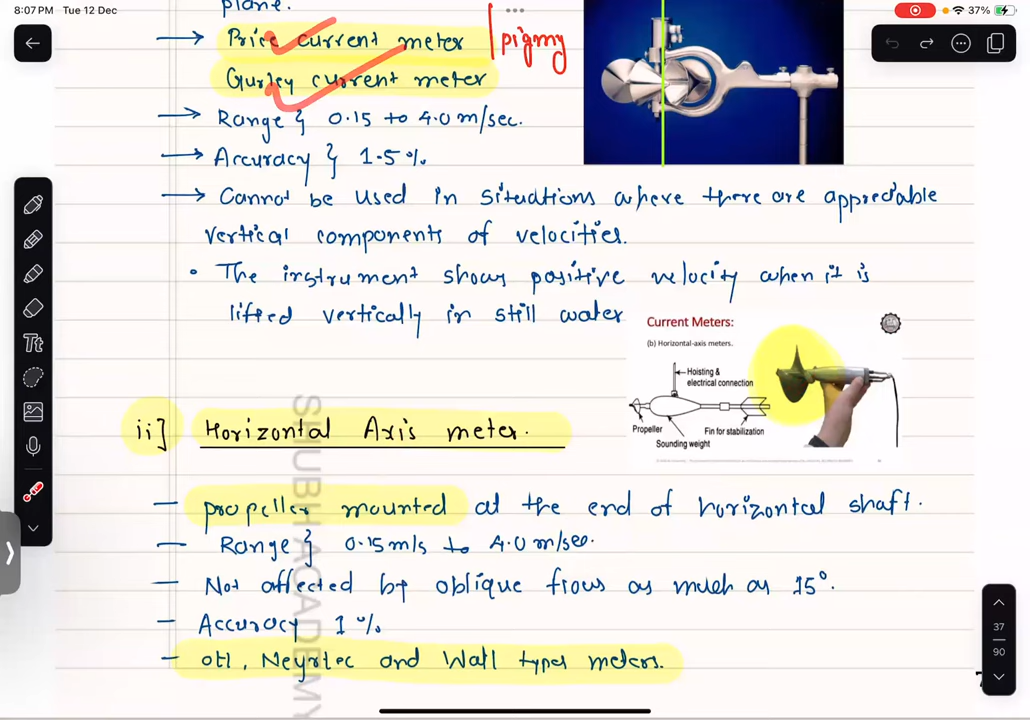 8:07 PM Tue 12 Dec
37%
plane.
→ Price current meter | pigmy
Gurley current meter
→ Range } 0.15 to 4.0 m/sec.
→ Accuracy } 1.5 %
→ Cannot be used in situations where there are appreciable
vertical components of velocities.
• The instrument shows positive velocity when it is
lifted vertically in still water
Current Meters:
(b) Horizontal-axis meters.
Hoisting &
electrical connection
Propeller
Fin for stabilization
Sounding weight
ii] Horizontal Axis meter.
- propeller mounted at the end of horizontal shaft.
- Range } 0.15 m/s to 4.0 m/sec.
- Not affected by oblique frows as much as 15°.
- Accuracy 1 %
- ott, Neyrtec and Watt types meters.
SHUBH ACADEMY
Tt
37
90